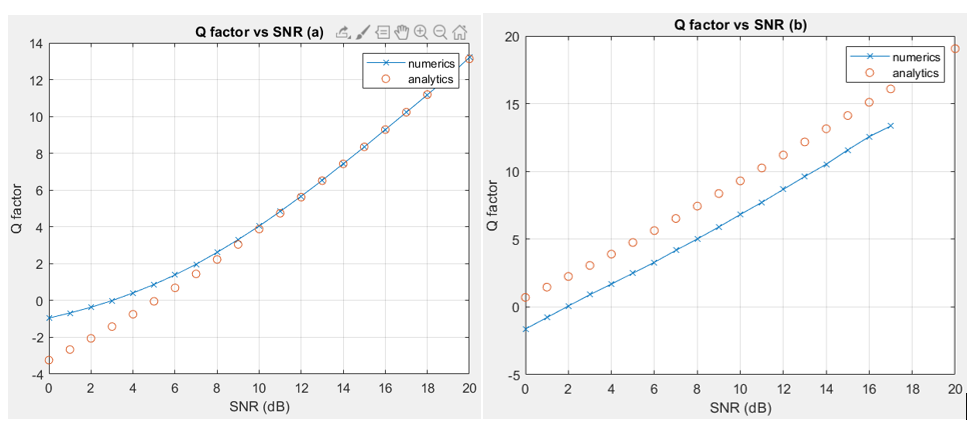 Q factor vs SNR (a)
14
12
10
8
6
4
2
0
-2
-4
Q factor
numerics
analytics
0 2 4 6 8 10 12 14 16 18 20
SNR (dB)
Q factor vs SNR (b)
20
15
10
5
0
-5
Q factor
numerics
analytics
0 2 4 6 8 10 12 14 16 18 20
SNR (dB)